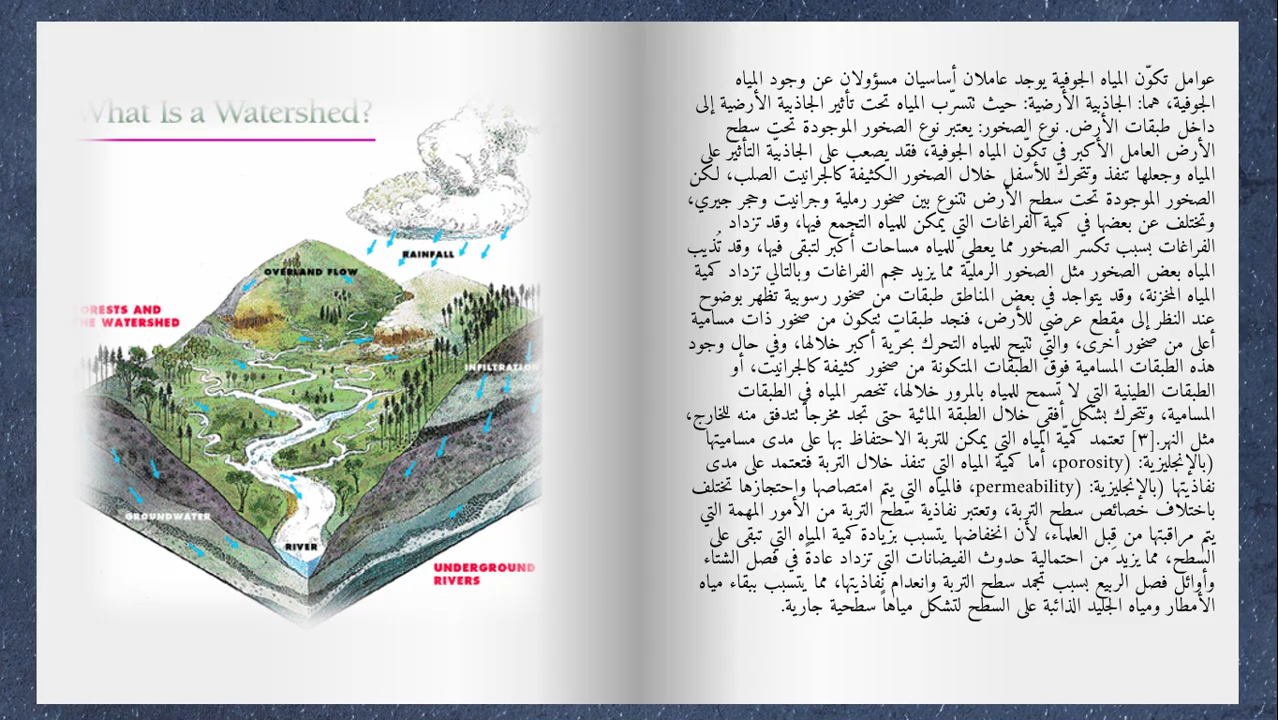 What Is a Watershed?
RAINFALL
OVERLAND FLOW
FORESTS AND
THE WATERSHED
INFILTRATION
GROUNDWATER
RIVER
UNDERGROUND
RIVERS
عوامل تكوّن المياه الجوفية يوجد عاملان أساسيان مسؤولان عن وجود المياه
الجوفية، هما: الجاذبية الأرضية: حيث تتسرّب المياه تحت تأثير الجاذبية الأرضية إلى
داخل طبقات الأرض. نوع الصخور: يعتبر نوع الصخور الموجودة تحت سطح
الأرض العامل الأكبر في تكوّن المياه الجوفية، فقد يصعب على الجاذبيّة التأثير على
المياه وجعلها تنفذ وتتحرك للأسفل خلال الصخور الكثيفة كالجرانيت الصلب، لكن
الصخور الموجودة تحت سطح الأرض تتنوع بين صخور رملية وجرانيت وحجر جيري،
وتختلف عن بعضها في كمية الفراغات التي يمكن للمياه التجمع فيها، وقد تزداد
الفراغات بسبب تكسر الصخور مما يعطي للمياه مساحات أكبر لتبقى فيها، وقد تُذيب
المياه بعض الصخور مثل الصخور الرمليّة مما يزيد حجم الفراغات وبالتالي تزداد كمية
المياه المخزنة، وقد يتواجد في بعض المناطق طبقات من صخور رسوبية تظهر بوضوح
عند النظر إلى مقطع عرضي للأرض، فنجد طبقات تتكون من صخور ذات مسامية
أعلى من صخور أخرى، والتي تتيح للمياه التحرك بحرّية أكبر خلالها، وفي حال وجود
هذه الطبقات المسامية فوق الطبقات المتكونة من صخور كثيفة كالجرانيت، أو
الطبقات الطينية التي لا تسمح للمياه بالمرور خلالها، تنحصر المياه في الطبقات
المسامية، وتتحرك بشكل أفقي خلال الطبقة المائية حتى تجد مخرجاً تتدفق منه للخارج،
مثل النهر.[٣] تعتمد كميّة المياه التي يمكن للتربة الاحتفاظ بها على مدى مساميتها
(بالإنجليزية: (porosity، أما كمية المياه التي تنفذ خلال التربة فتعتمد على مدى
نفاذيتها (بالإنجليزية: (permeability، فالمياه التي يتم امتصاصها واحتجازها تختلف
باختلاف خصائص سطح التربة، وتعتبر نفاذية سطح التربة من الأمور المهمة التي
يتم مراقبتها من قِبل العلماء، لأن انخفاضها يتسبب بزيادة كمية المياه التي تبقى على
السطح، مما يزيد من احتمالية حدوث الفيضانات التي تزداد عادةً في فصل الشتاء
وأوائل فصل الربيع بسبب تجمد سطح التربة وانعدام نفاذيتها، مما يتسبب ببقاء مياه
الأمطار ومياه الجليد الذائبة على السطح لتشكل مياهاً سطحية جارية.